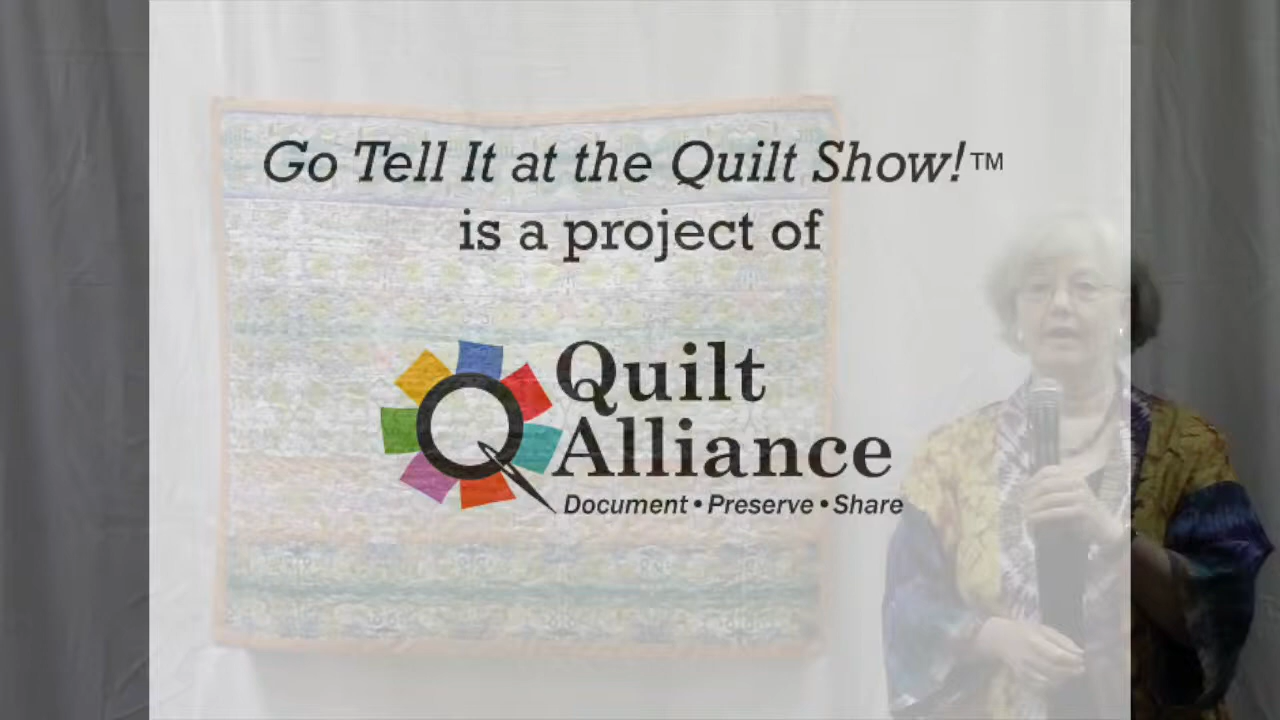 Go Tell It at the Quilt Show!™
is a project of
Quilt
Alliance
Document • Preserve • Share